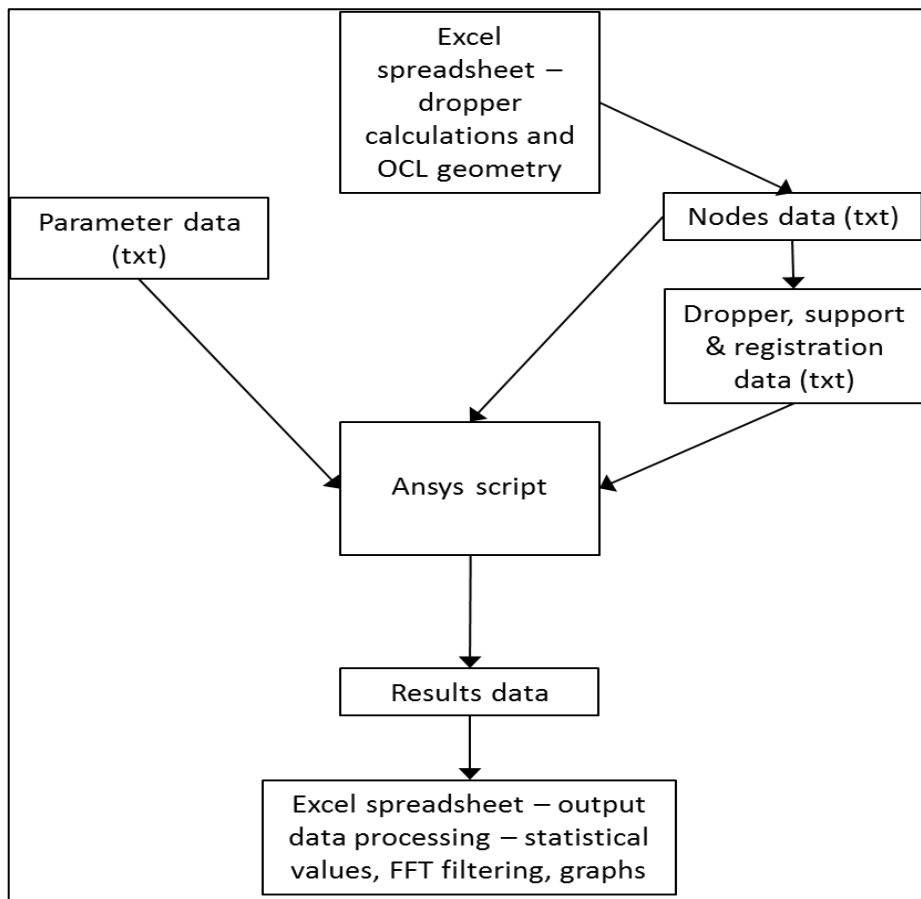 Excel
spreadsheet –
dropper
calculations and
OCL geometry
Parameter data
(txt)
Nodes data (txt)
Dropper, support
& registration
data (txt)
Ansys script
Results data
Excel spreadsheet – output
data processing – statistical
values, FFT filtering, graphs